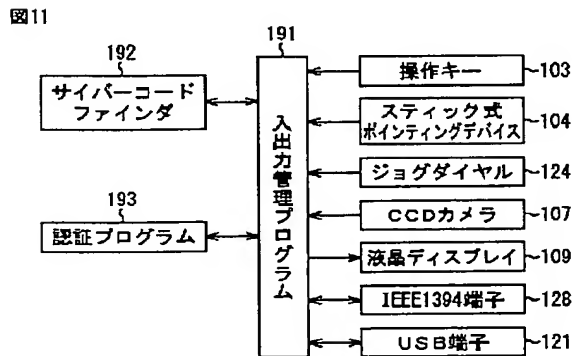 図11
191
192
サイバーコード
ファインダ
193
認証プログラム
入出力管理プログラム
操作キー
103
スティック式
ポインティングデバイス
104
ジョグダイヤル
124
CCDカメラ
107
液晶ディスプレイ
109
IEEE1394端子
128
USB端子
121